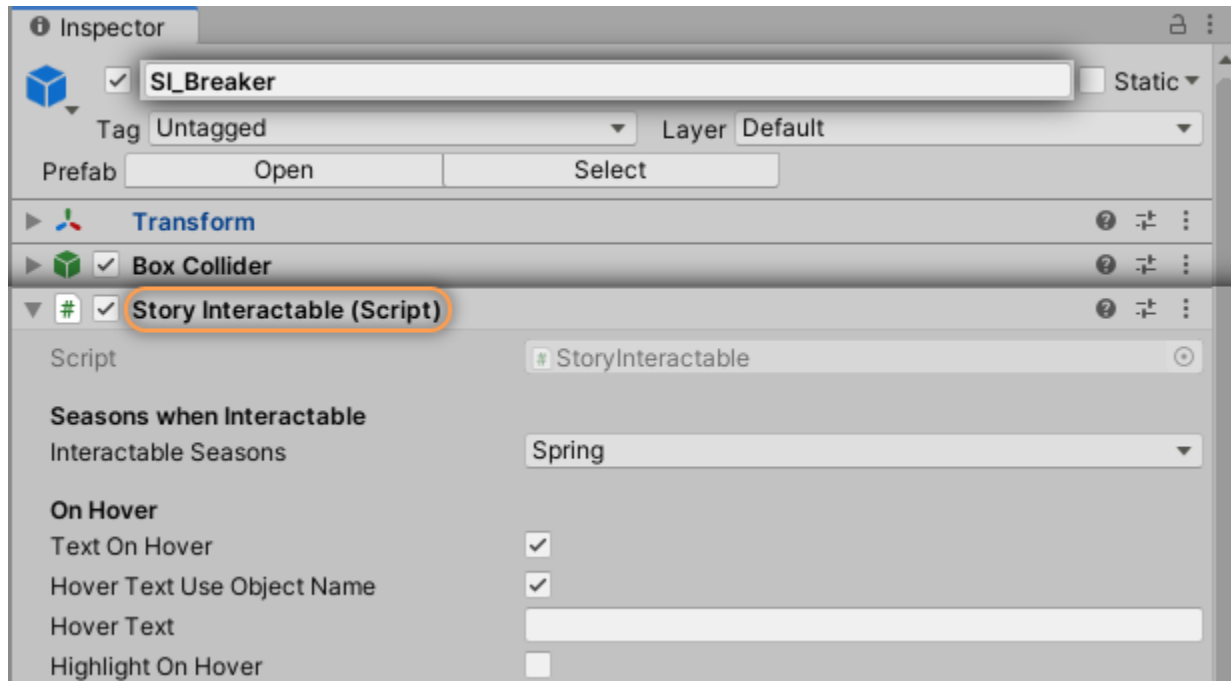 Inspector
SI_Breaker Static
Tag Untagged Layer Default
Prefab Open Select
Transform
Box Collider
# Story Interactable (Script)
Script # StoryInteractable
Seasons when Interactable
Interactable Seasons Spring
On Hover
Text On Hover
Hover Text Use Object Name
Hover Text
Highlight On Hover